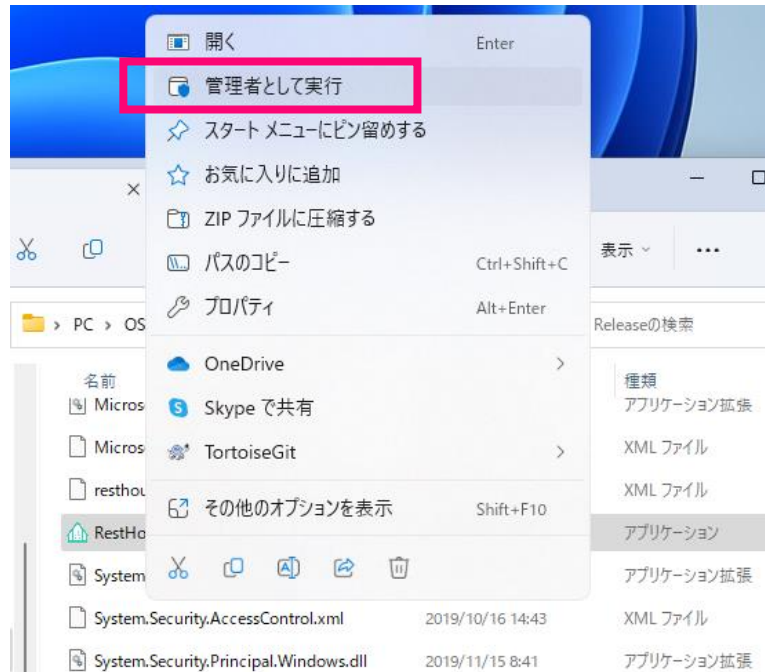 開く Enter
管理者として実行
スタート メニューにピン留めする
お気に入りに追加
ZIP ファイルに圧縮する
パスのコピー Ctrl+Shift+C
表示
プロパティ Alt+Enter
PC > OS
Releaseの検索
OneDrive
名前
種類
Micros
アプリケーション拡張
Skype で共有
Micros
TortoiseGit
XML ファイル
resthou
XML ファイル
その他のオプションを表示 Shift+F10
RestHo
アプリケーション
System
アプリケーション拡張
System.Security.AccessControl.xml 2019/10/16 14:43 XML ファイル
System.Security.Principal.Windows.dll 2019/11/15 8:41 アプリケーション拡張